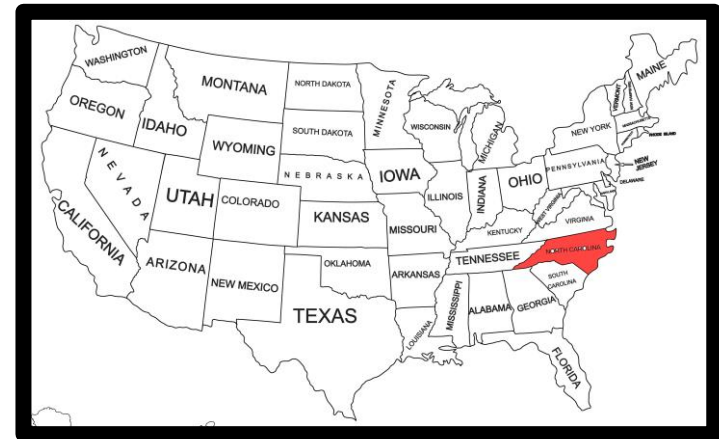 WASHINGTON
MONTANA
NORTH DAKOTA
MINNESOTA
MAINE
VERMONT
OREGON
IDAHO
WYOMING
SOUTH DAKOTA
WISCONSIN
MICHIGAN
NEW YORK
RHODE ISLAND
NEVADA
NEBRASKA
IOWA
PENNSYLVANIA
NEW
JERSEY
DELAWARE
UTAH
COLORADO
KANSAS
MISSOURI
ILLINOIS
INDIANA
OHIO
WEST VIRGINIA
VIRGINIA
KENTUCKY
CALIFORNIA
ARIZONA
NEW MEXICO
OKLAHOMA
ARKANSAS
TENNESSEE
NORTH CAROLINA
SOUTH
CAROLINA
TEXAS
LOUISIANA
MISSISSIPPI
ALABAMA
GEORGIA
FLORIDA